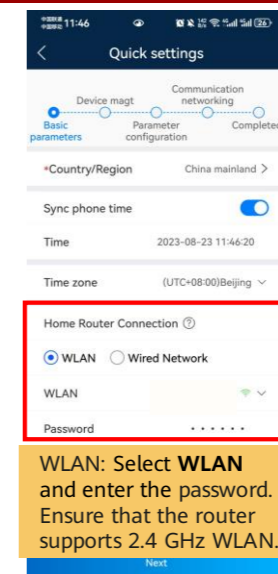 11:46
26
Quick settings
Communication
Device magt networking
Basic Parameter Completed
parameters configuration
*Country/Region China mainland >
Sync phone time
Time 2023-08-23 11:46:20
Time zone (UTC+08:00)Beijing
Home Router Connection ?
WLAN Wired Network
WLAN
Password ······
WLAN: Select WLAN
and enter the password.
Ensure that the router
supports 2.4 GHz WLAN.
Next